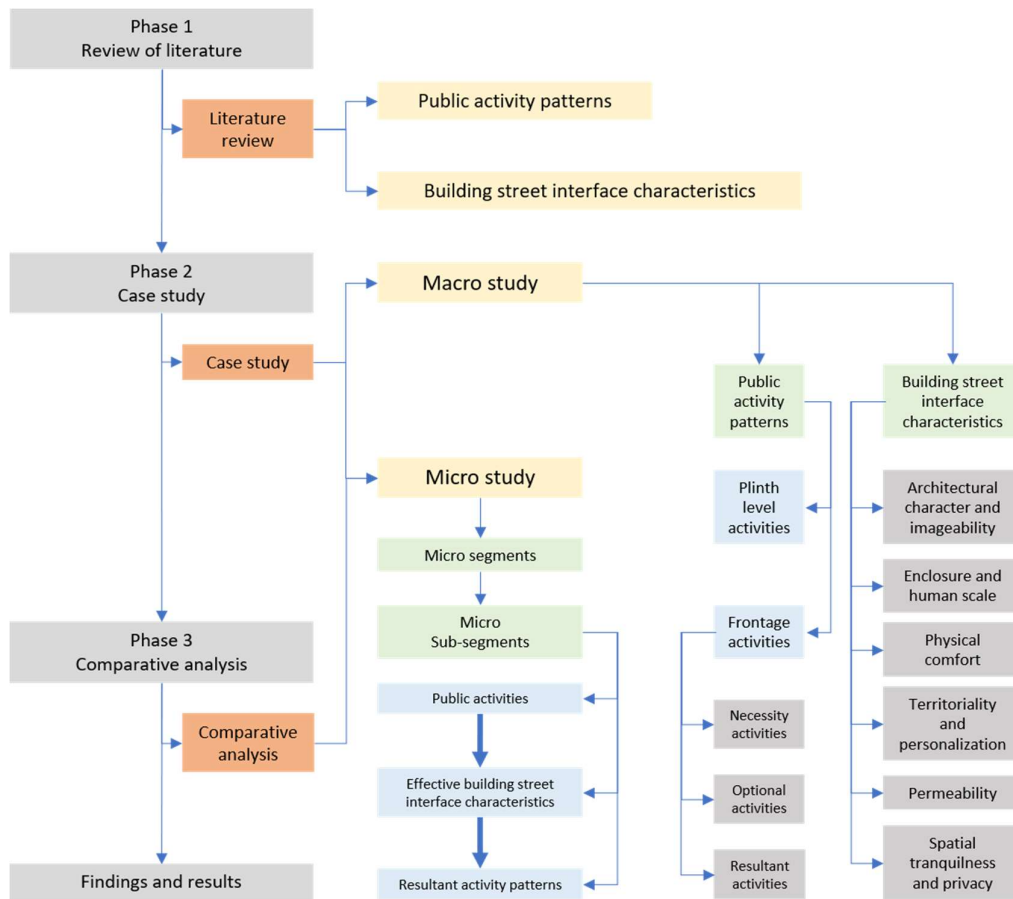 Phase 1
Review of literature
Literature
review
Public activity patterns
Building street interface characteristics
Phase 2
Case study
Case study
Macro study
Public
activity
patterns
Building street
interface
characteristics
Micro study
Micro segments
Micro
Sub-segments
Plinth
level
activities
Architectural
character and
imageability
Enclosure and
human scale
Frontage
activities
Physical
comfort
Phase 3
Comparative analysis
Comparative
analysis
Public activities
Effective building street
interface characteristics
Resultant activity patterns
Necessity
activities
Optional
activities
Resultant
activities
Territoriality
and
personalization
Permeability
Spatial
tranquilness
and privacy
Findings and results